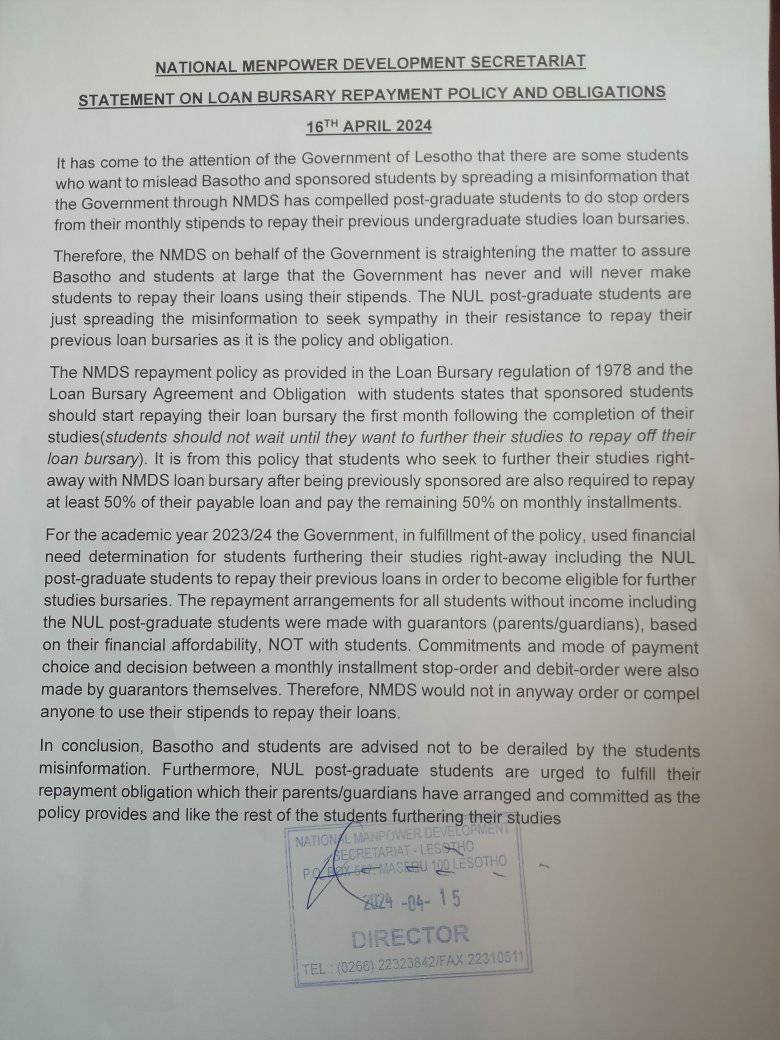 NATIONAL MENPOWER DEVELOPMENT SECRETARIAT
STATEMENT ON LOAN BURSARY REPAYMENT POLICY AND OBLIGATIONS
16TH APRIL 2024
It has come to the attention of the Government of Lesotho that there are some students
who want to mislead Basotho and sponsored students by spreading a misinformation that
the Government through NMDS has compelled post-graduate students to do stop orders
from their monthly stipends to repay their previous undergraduate studies loan bursaries.
Therefore, the NMDS on behalf of the Government is straightening the matter to assure
Basotho and students at large that the Government has never and will never make
students to repay their loans using their stipends. The NUL post-graduate students are
just spreading the misinformation to seek sympathy in their resistance to repay their
previous loan bursaries as it is the policy and obligation.
The NMDS repayment policy as provided in the Loan Bursary regulation of 1978 and the
Loan Bursary Agreement and Obligation with students states that sponsored students
should start repaying their loan bursary the first month following the completion of their
studies(students should not wait until they want to further their studies to repay off their
loan bursary). It is from this policy that students who seek to further their studies right-
away with NMDS loan bursary after being previously sponsored are also required to repay
at least 50% of their payable loan and pay the remaining 50% on monthly installments.
For the academic year 2023/24 the Government, in fulfillment of the policy, used financial
need determination for students furthering their studies right-away including the NUL
post-graduate students to repay their previous loans in order to become eligible for further
studies bursaries. The repayment arrangements for all students without income including
the NUL post-graduate students were made with guarantors (parents/guardians), based
on their financial affordability, NOT with students. Commitments and mode of payment
choice and decision between a monthly installment stop-order and debit-order were also
made by guarantors themselves. Therefore, NMDS would not in anyway order or compel
anyone to use their stipends to repay their loans.
In conclusion, Basotho and students are advised not to be derailed by the students
misinformation. Furthermore, NUL post-graduate students are urged to fulfill their
repayment obligation which their parents/guardians have arranged and committed as the
policy provides and like the rest of the students furthering their studies
NATIONAL MANPOWER DEVELOPMENT
SECRETARIAT - LESOTHO
P.O. BOX MASERU 100 LESOTHO
2024 -04- 15
DIRECTOR
TEL : (0266) 22323842/FAX 22310511